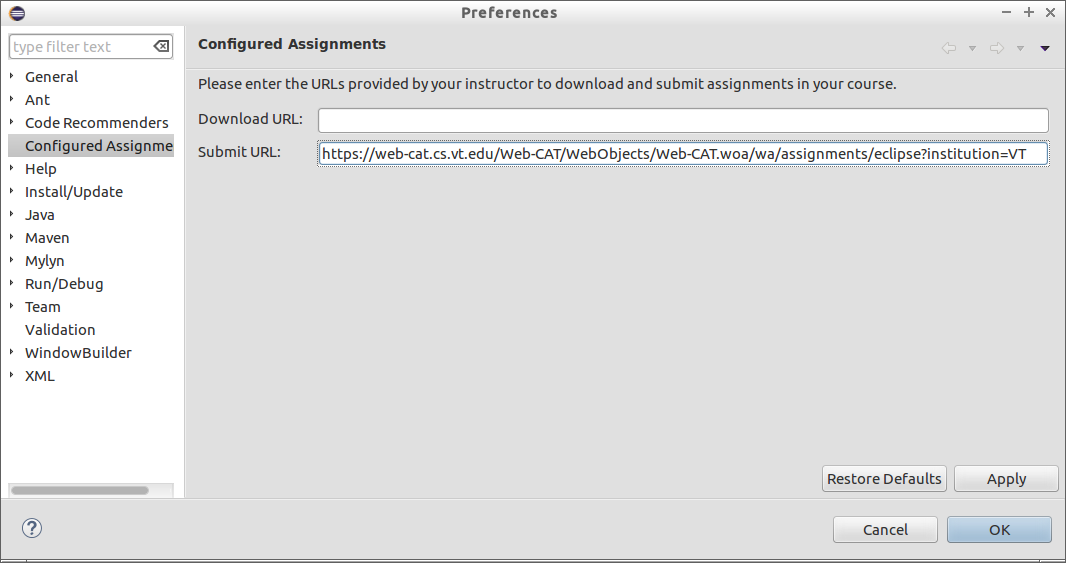 Preferences
type filter text
General
Ant
Code Recommenders
Configured Assignme
Help
Install/Update
Java
Maven
Mylyn
Run/Debug
Team
Validation
WindowBuilder
XML
Configured Assignments
Please enter the URLs provided by your instructor to download and submit assignments in your course.
Download URL:
Submit URL: https://web-cat.cs.vt.edu/Web-CAT/WebObjects/Web-CAT.woa/wa/assignments/eclipse?institution=VT
Restore Defaults Apply
? Cancel OK